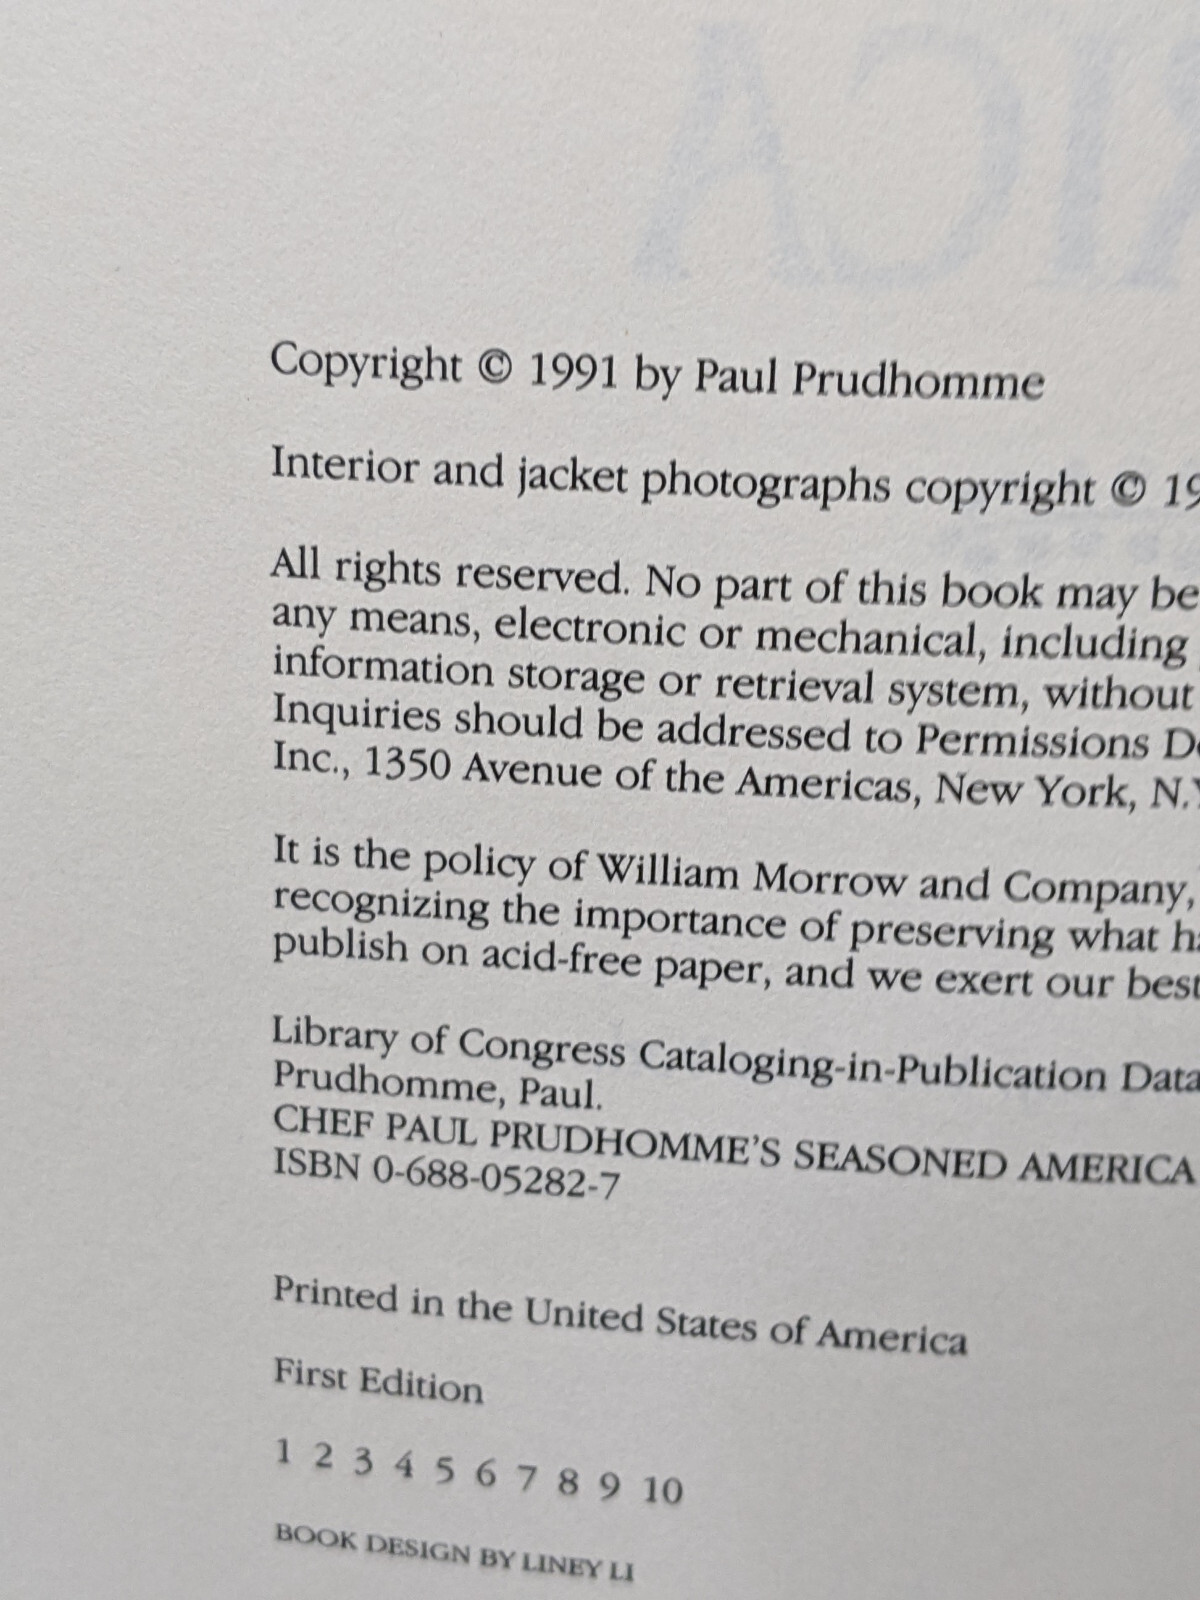 Copyright © 1991 by Paul Prudhomme
Interior and jacket photographs copyright © 19
All rights reserved. No part of this book may be
any means, electronic or mechanical, including
information storage or retrieval system, without
Inquiries should be addressed to Permissions
Inc., 1350 Avenue of the Americas, New York, N.Y
It is the policy of William Morrow and Company,
recognizing the importance of preserving what
publish on acid-free paper, and we exert our best
Library of Congress Cataloging-in-Publication Data
Prudhomme, Paul.
CHEF PAUL PRUDHOMME'S SEASONED AMERICA
ISBN 0-688-05282-7
Printed in the United States of America
First Edition
1 2 3 4 5 6 7 8 9 10
BOOK DESIGN BY LINEY LI